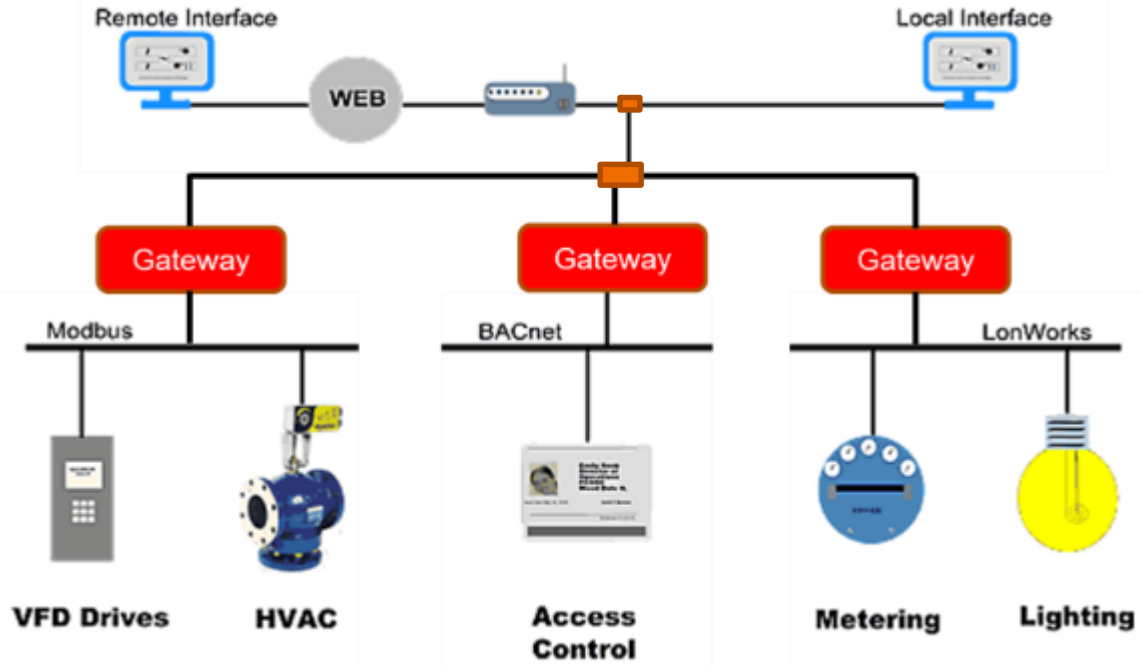 Remote Interface
Local Interface
WEB
Gateway
Gateway
Gateway
Modbus
BACnet
LonWorks
VFD Drives
HVAC
Access
Control
Metering
Lighting